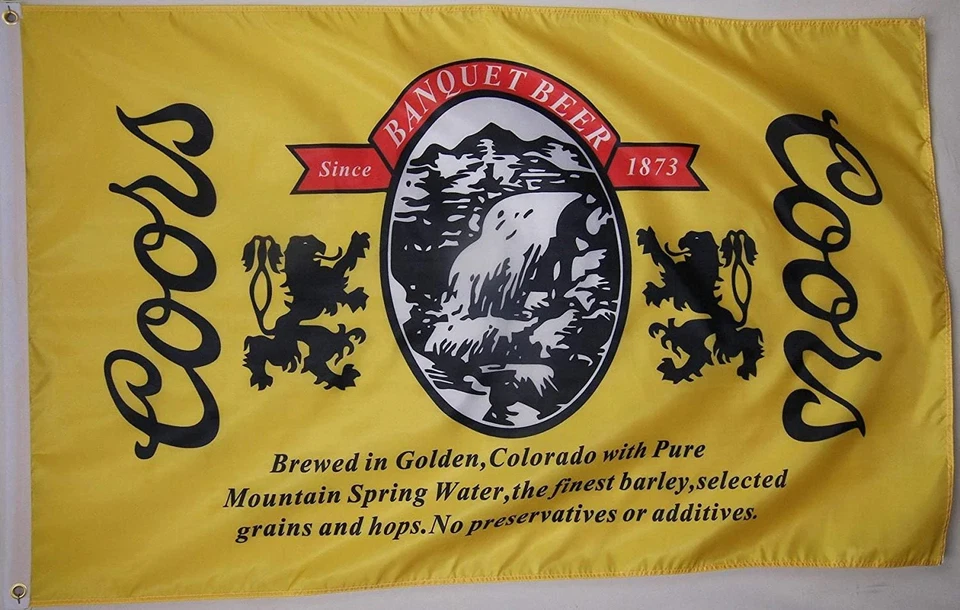 BANQUET BEER
Since 1873
Coors
Coors
Brewed in Golden,Colorado with Pure
Mountain Spring Water,the finest barley,selected
grains and hops.No preservatives or additives.